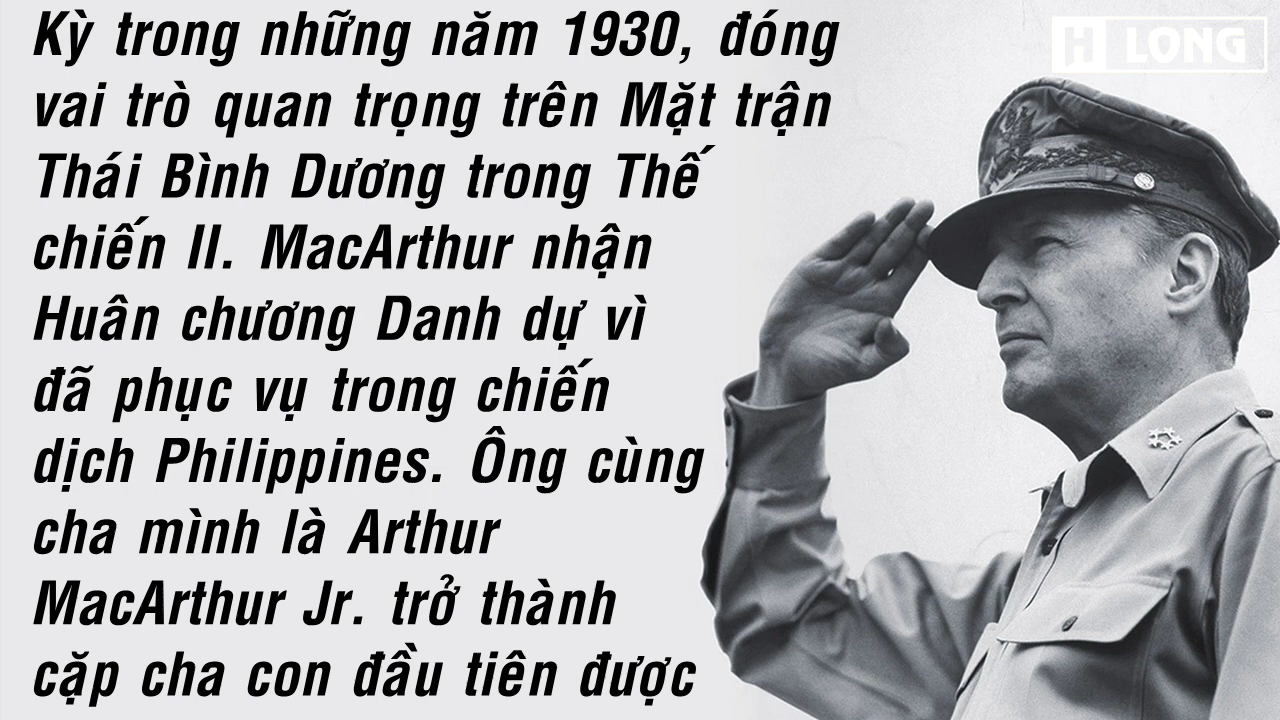 Kỳ trong những năm 1930, đóng
vai trò quan trọng trên Mặt trận
Thái Bình Dương trong Thế
chiến II. MacArthur nhận
Huân chương Danh dự vì
đã phục vụ trong chiến
dịch Philippines. Ông cùng
cha mình là Arthur
MacArthur Jr. trở thành
cặp cha con đầu tiên được
H LONG